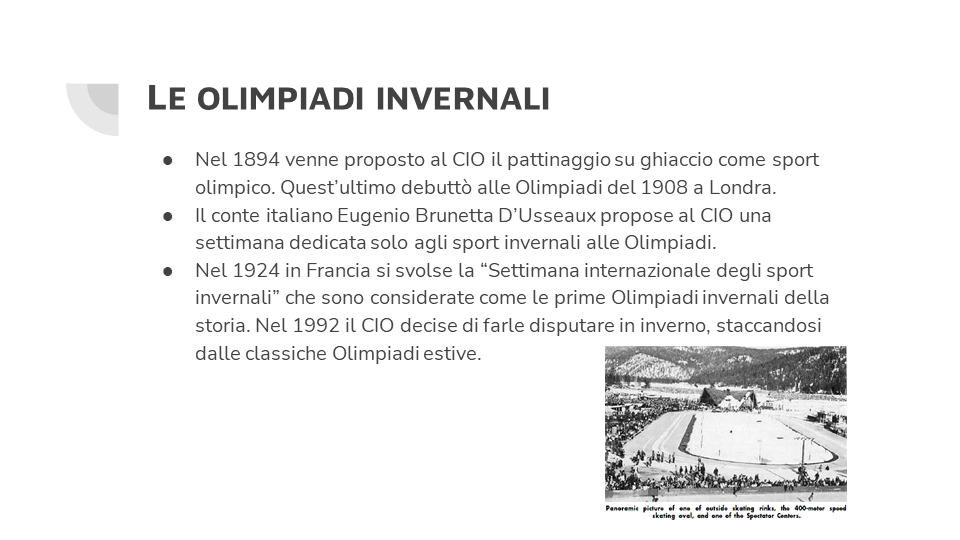 LE OLIMPIADI INVERNALI
● Nel 1894 venne proposto al CIO il pattinaggio su ghiaccio come sport
olimpico. Quest’ultimo debuttò alle Olimpiadi del 1908 a Londra.
● Il conte italiano Eugenio Brunetta D’Usseaux propose al CIO una
settimana dedicata solo agli sport invernali alle Olimpiadi.
● Nel 1924 in Francia si svolse la “Settimana internazionale degli sport
invernali” che sono considerate come le prime Olimpiadi invernali della
storia. Nel 1992 il CIO decise di farle disputare in inverno, staccandosi
dalle classiche Olimpiadi estive.
Panoramic picture of one of outside skating rinks, the 400-meter speed
skating oval, and one of the Spectator Centers.